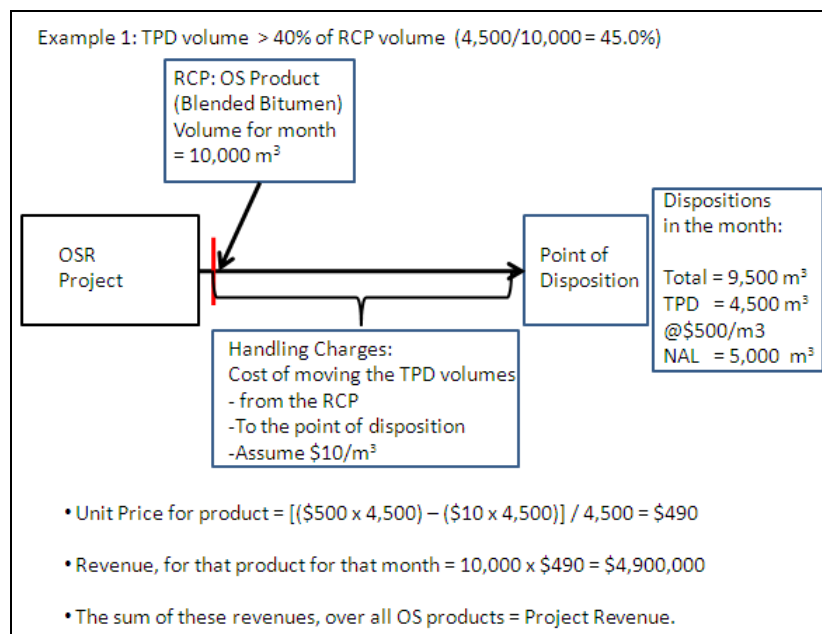 Example 1: TPD volume > 40% of RCP volume (4,500/10,000 = 45.0%)
RCP: OS Product
(Blended Bitumen)
Volume for month
= 10,000 m³
OSR
Project
Point of
Disposition
Dispositions
in the month:
Total = 9,500 m³
TPD = 4,500 m³
@$500/m3
NAL = 5,000 m³
Handling Charges:
Cost of moving the TPD volumes
- from the RCP
-To the point of disposition
-Assume $10/m³
• Unit Price for product = [($500 x 4,500) – ($10 x 4,500)] / 4,500 = $490
• Revenue, for that product for that month = 10,000 x $490 = $4,900,000
• The sum of these revenues, over all OS products = Project Revenue.